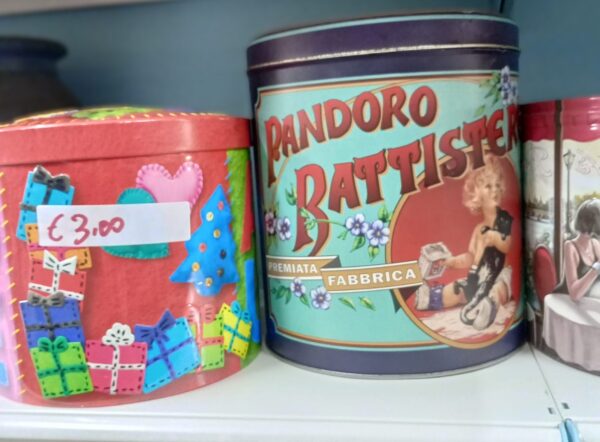 € 3,00
PANDORO
BATTISTE
PREMIATA
FABBRICA